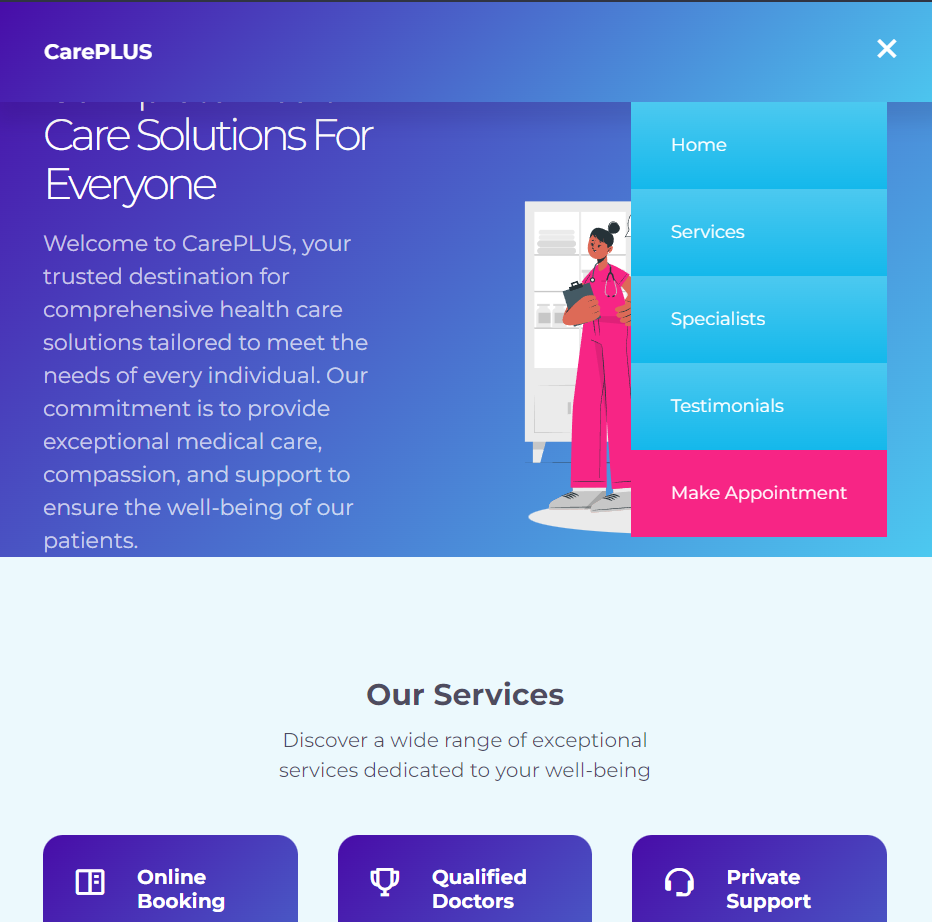 CarePLUS
Care Solutions For
Everyone
Welcome to CarePLUS, your
trusted destination for
comprehensive health care
solutions tailored to meet the
needs of every individual. Our
commitment is to provide
exceptional medical care,
compassion, and support to
ensure the well-being of our
patients.
Home
Services
Specialists
Testimonials
Make Appointment
Our Services
Discover a wide range of exceptional
services dedicated to your well-being
Online
Booking
Qualified
Doctors
Private
Support